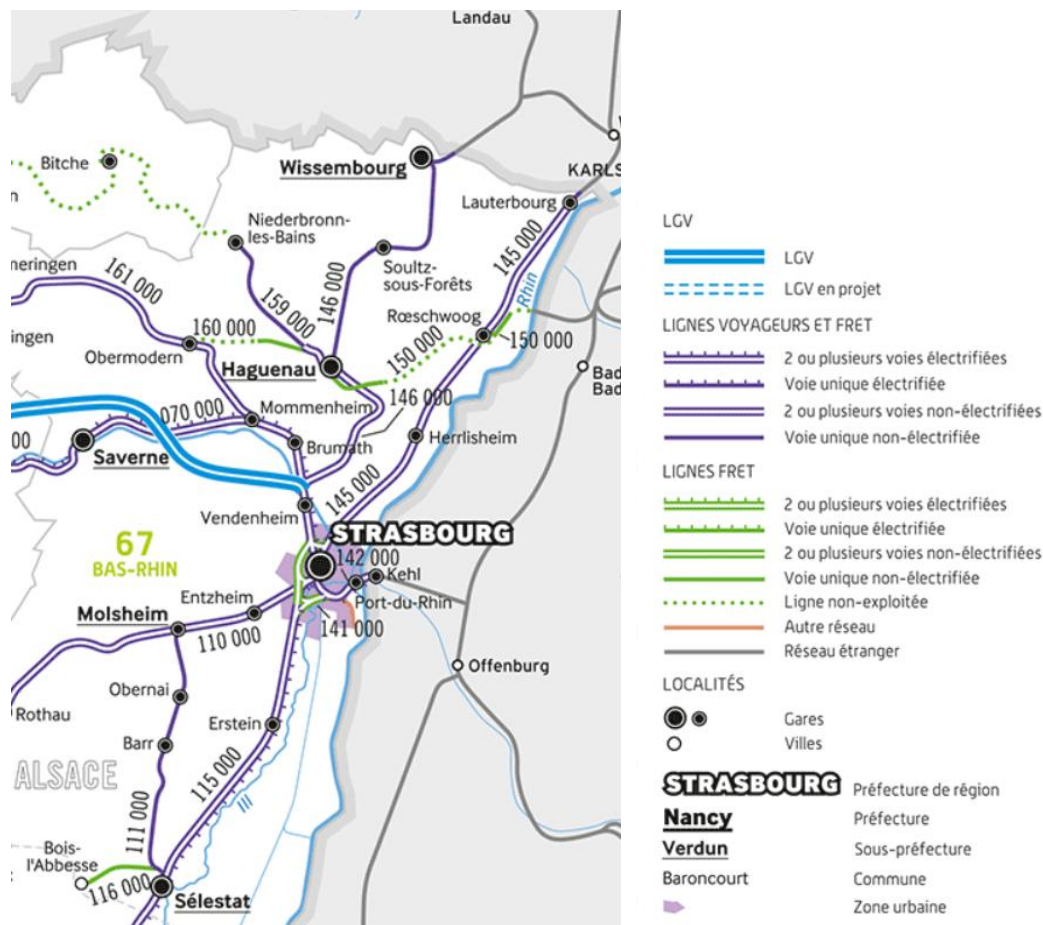 Landau
Bitche
Wissembourg
KARLS
Lauterbourg
n
Niederbronn-
les-Bains
neringen
161 000
Soultz-
sous-Forêts
145 000
Rhin
146 000
159 000
160 000
Rœschwoog
150 000
150 000
ingen
Obermodern
Haguenau
Bad
Bad
146 000
070 000
Mommenheim
00
Saverne
Brumath
Herrlisheim
145 000
Vendenheim
STRASBOURG
67
BAS-RHIN
142 000
Kehl
Entzheim
Port-du-Rhin
Molsheim
110 000
141 000
Offenburg
Obernai
Rothau
Erstein
Barr
ALSACE
115 000
Ill
111 000
Bois-
l'Abbesse
116 000
Sélestat
LGV
LGV
LGV en projet
LIGNES VOYAGEURS ET FRET
2 ou plusieurs voies électrifiées
Voie unique électrifiée
2 ou plusieurs voies non-électrifiées
Voie unique non-électrifiée
LIGNES FRET
2 ou plusieurs voies électrifiées
Voie unique électrifiée
2 ou plusieurs voies non-électrifiées
Voie unique non-électrifiée
Ligne non-exploitée
Autre réseau
Réseau étranger
LOCALITÉS
Gares
Villes
STRASBOURG Préfecture de région
Nancy Préfecture
Verdun Sous-préfecture
Baroncourt Commune
Zone urbaine